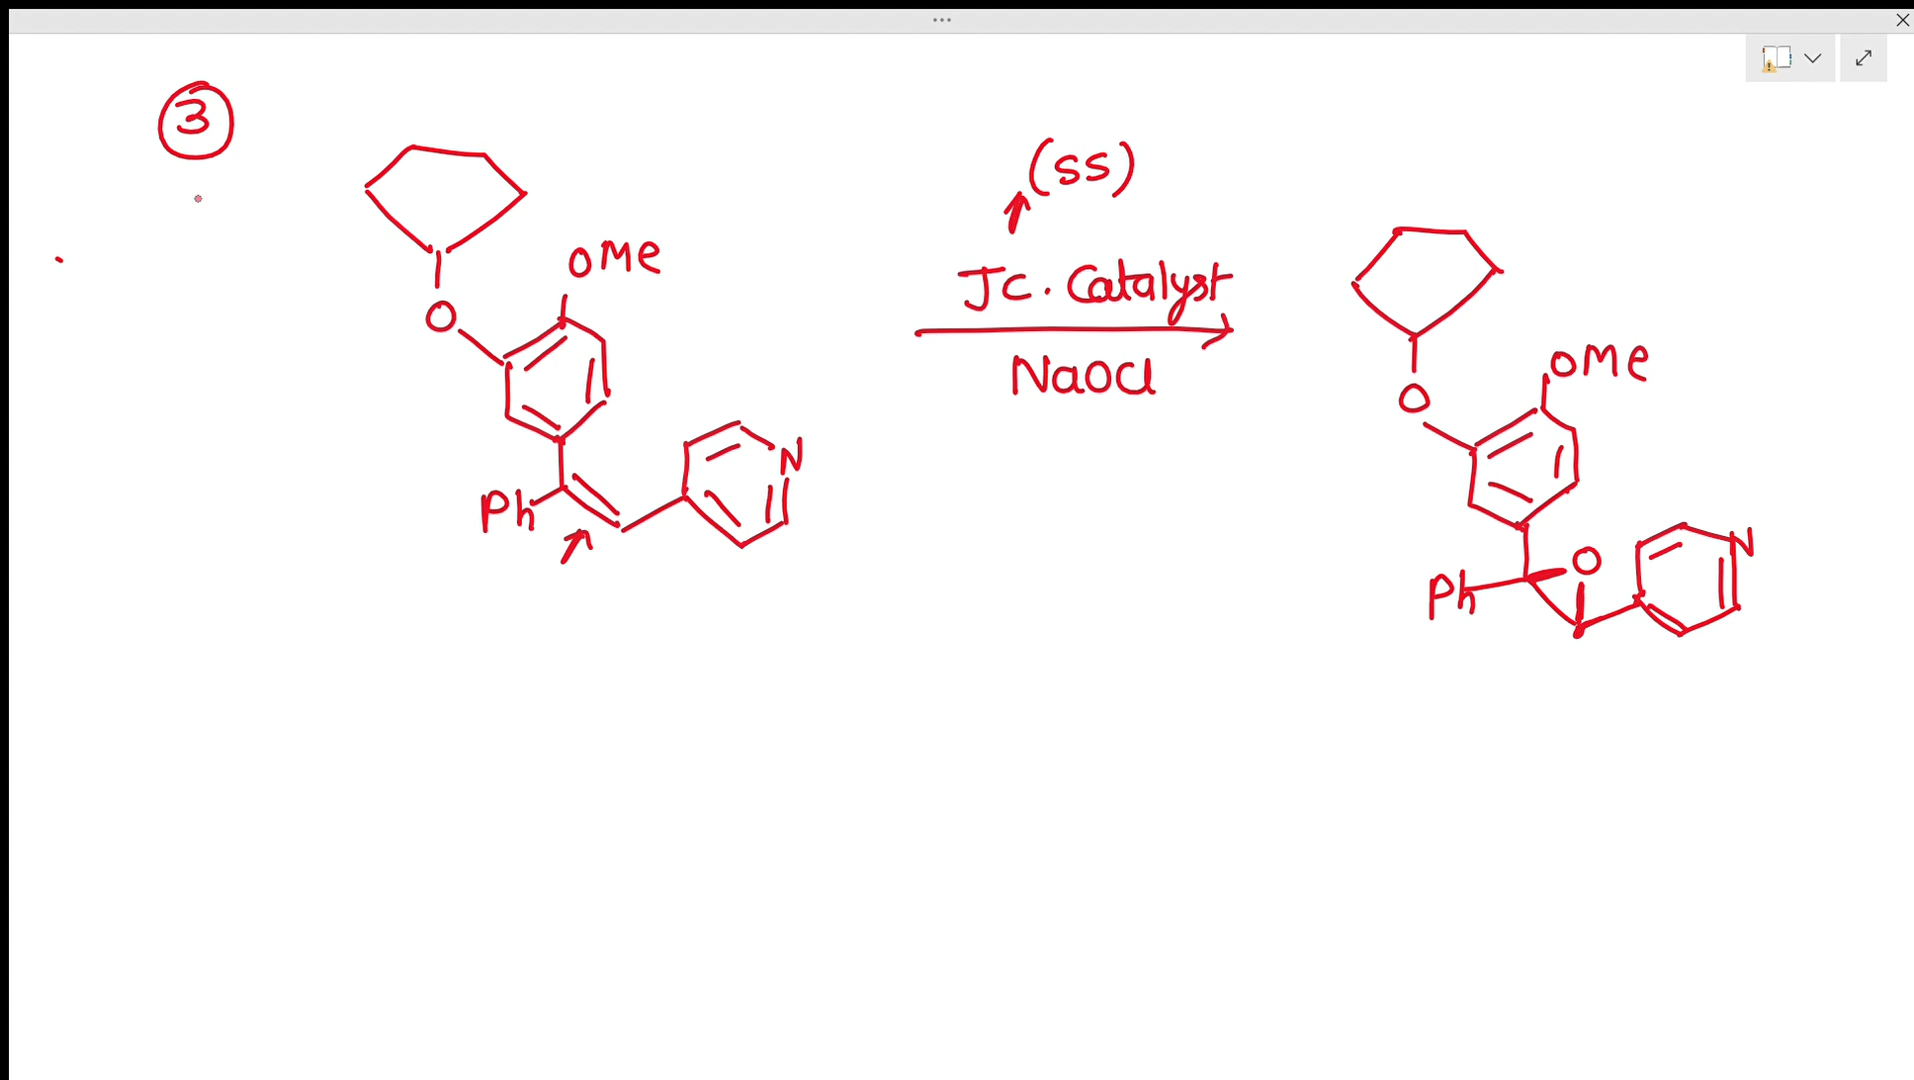 3
(SS)
OMe
O
Jc. Catalyst
NaOCl
OMe
O
N
Ph
O
N
Ph